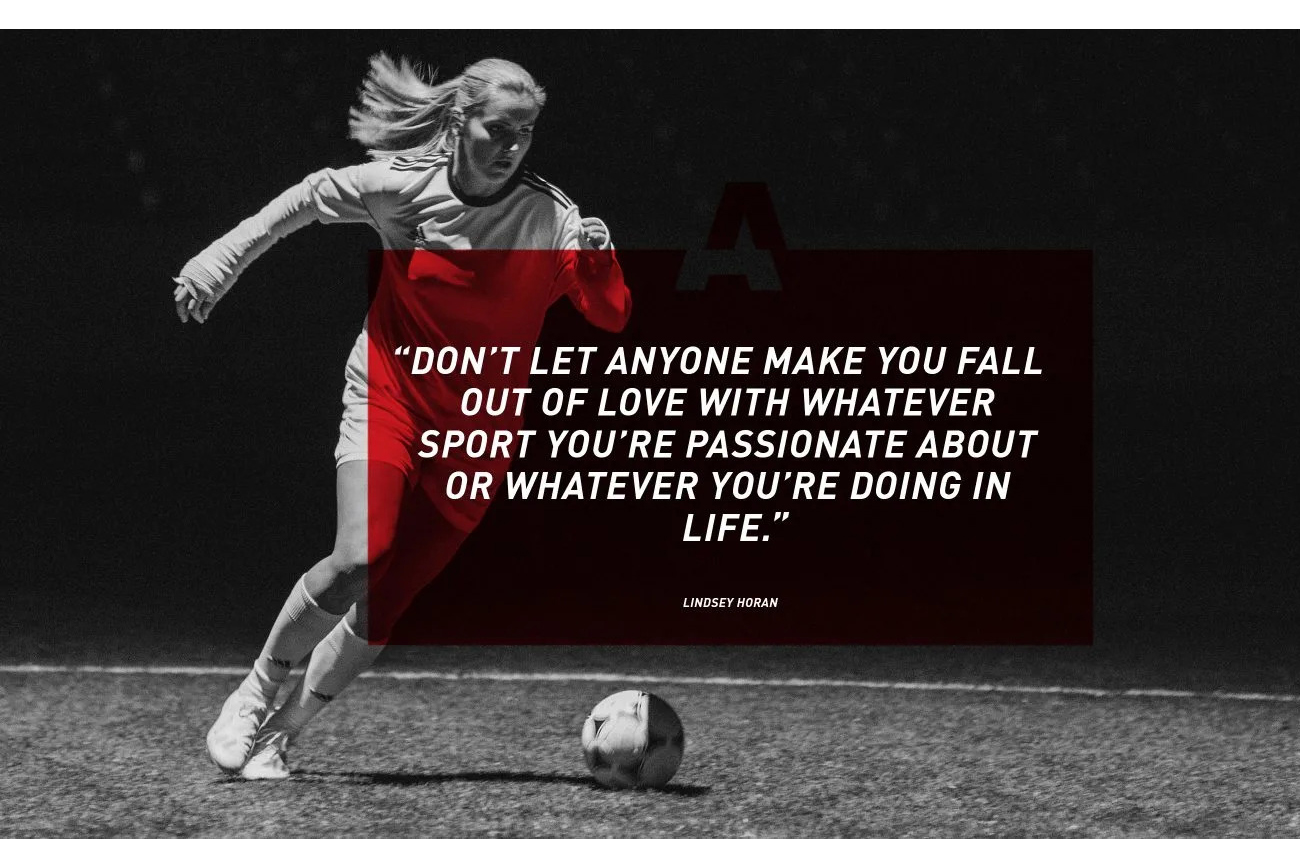 A
“DON’T LET ANYONE MAKE YOU FALL
OUT OF LOVE WITH WHATEVER
SPORT YOU’RE PASSIONATE ABOUT
OR WHATEVER YOU’RE DOING IN
LIFE.”
LINDSEY HORAN